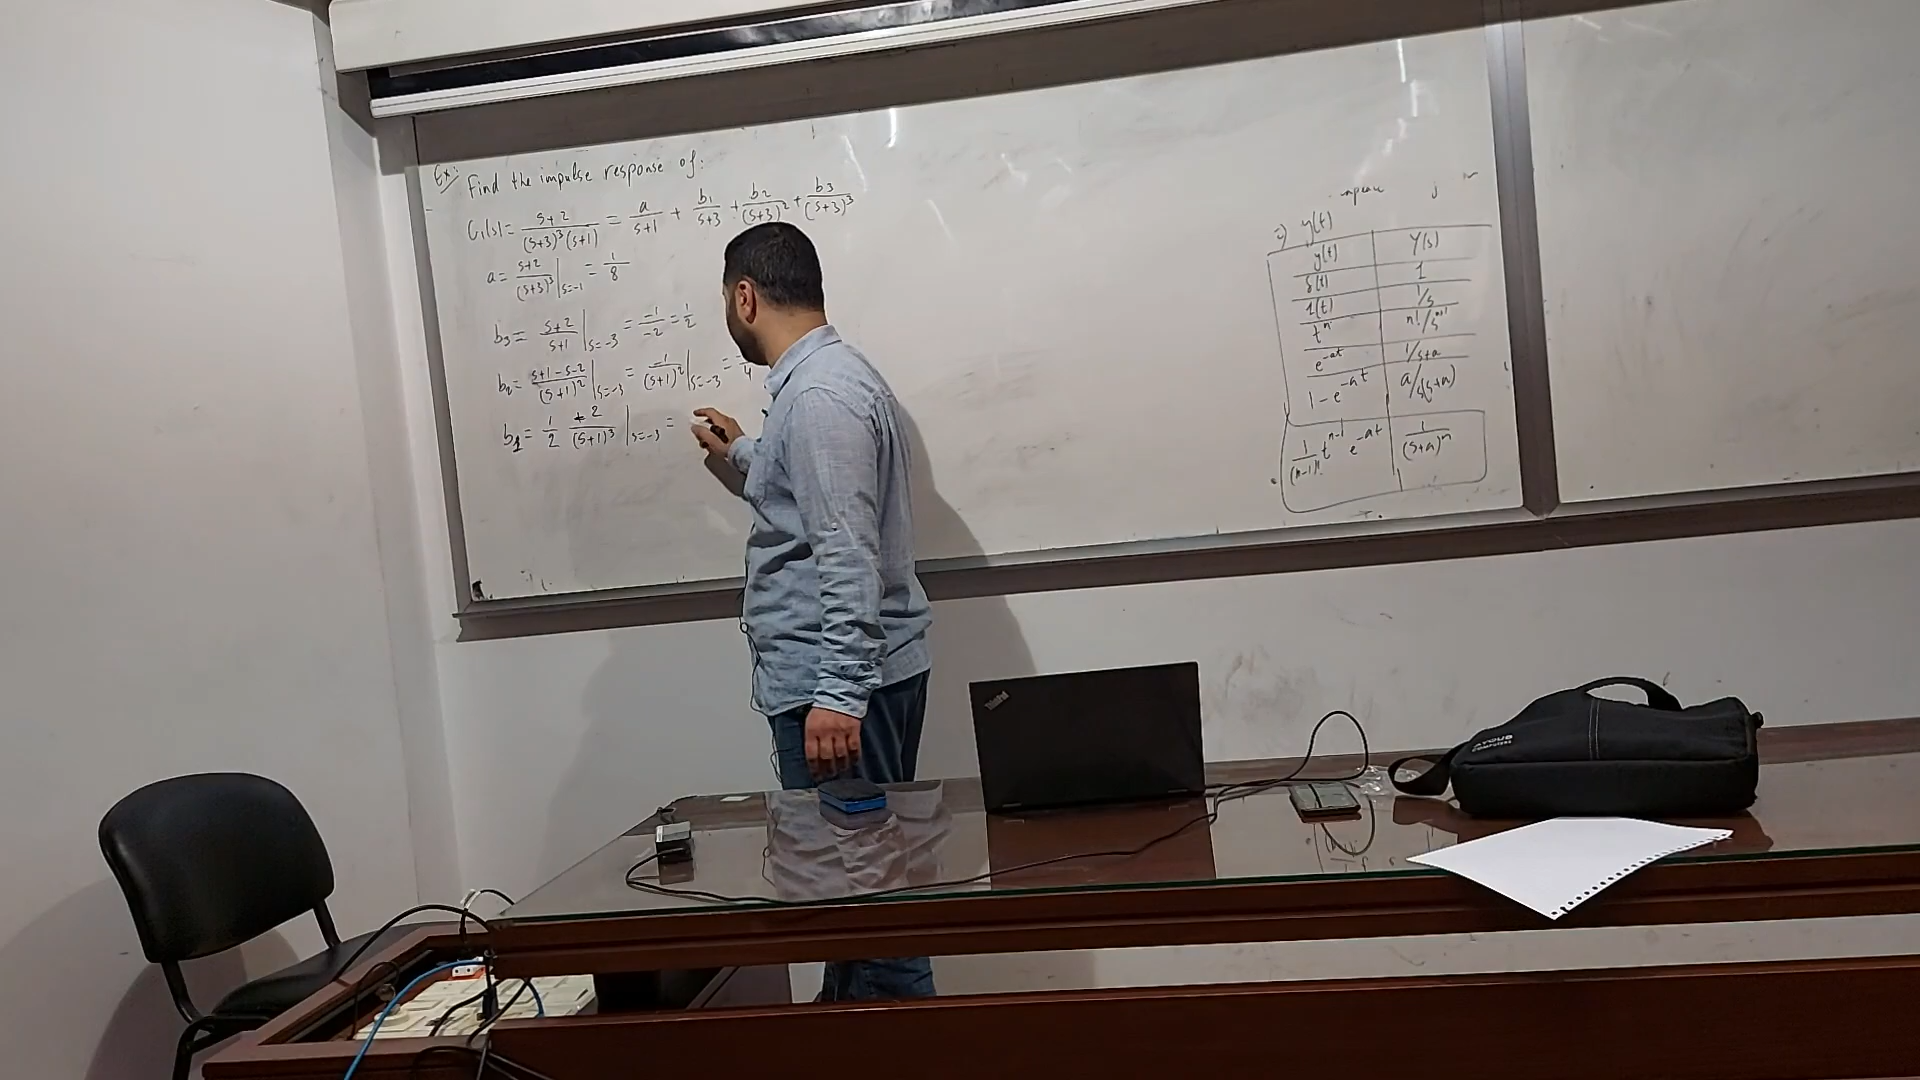 Ex: Find the impulse response of:
G(s) = (s+2)/((s+3)³(s+1)) = a/(s+1) + b₁/(s+3) + b₂/(s+3)² + b₃/(s+3)³
a = (s+2)/(s+3)³ |s=-1 = 1/8
b₃ = (s+2)/(s+1) |s=-3 = -1/-2 = 1/2
b₂ = (s+1-s-2)/(s+1)² |s=-3 = -1/(s+1)² |s=-3 =
b₁ = 1/2 +2/(s+1)³ |s=-3 =
=> y(t)
y(t) Y(s)
δ(t) 1
1(t) 1/s
tⁿ n!/sⁿ⁺¹
e^-at 1/s+a
1-e^-at a/s(s+a)
1/(n-1)! t^n-1 e^-at 1/(s+a)ⁿ
ThinkPad